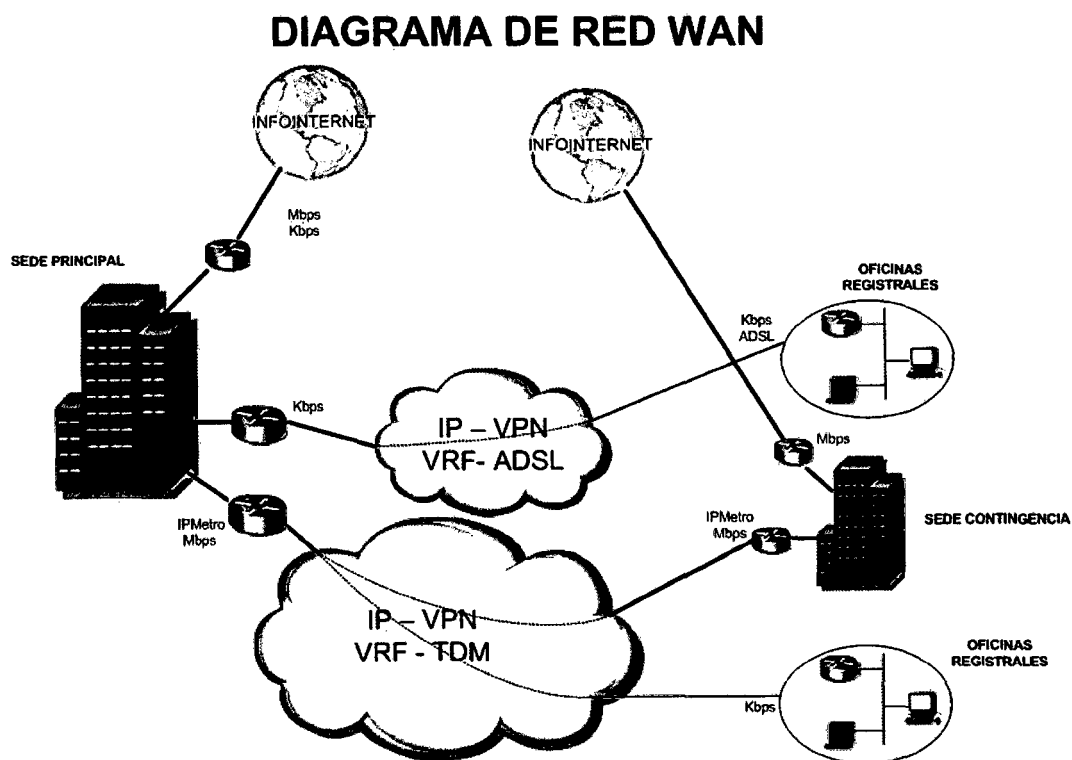 DIAGRAMA DE RED WAN
INFOINTERNET
INFOINTERNET
Mbps
Kbps
SEDE PRINCIPAL
OFICINAS
REGISTRALES
Kbps
ADSL
Kbps
IP – VPN
VRF- ADSL
Mbps
IPMetro
Mbps
IPMetro
Mbps
SEDE CONTINGENCIA
IP – VPN
VRF - TDM
OFICINAS
REGISTRALES
Kbps